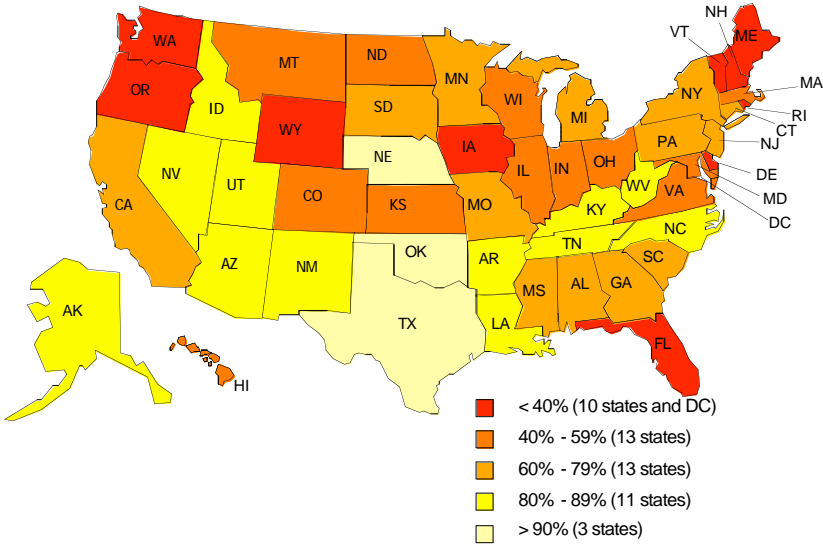 NH
VT
ME
WA
MT
ND
MN
OR
ID
SD
WI
NY
MA
MI
RI
WY
CT
IA
PA
NJ
NE
NV
IL
IN
OH
UT
DE
WV
CO
VA
MD
CA
KS
MO
KY
DC
NC
TN
OK
AZ
NM
AR
SC
MS
AL
GA
AK
TX
LA
FL
HI
< 40% (10 states and DC)
40% - 59% (13 states)
60% - 79% (13 states)
80% - 89% (11 states)
> 90% (3 states)